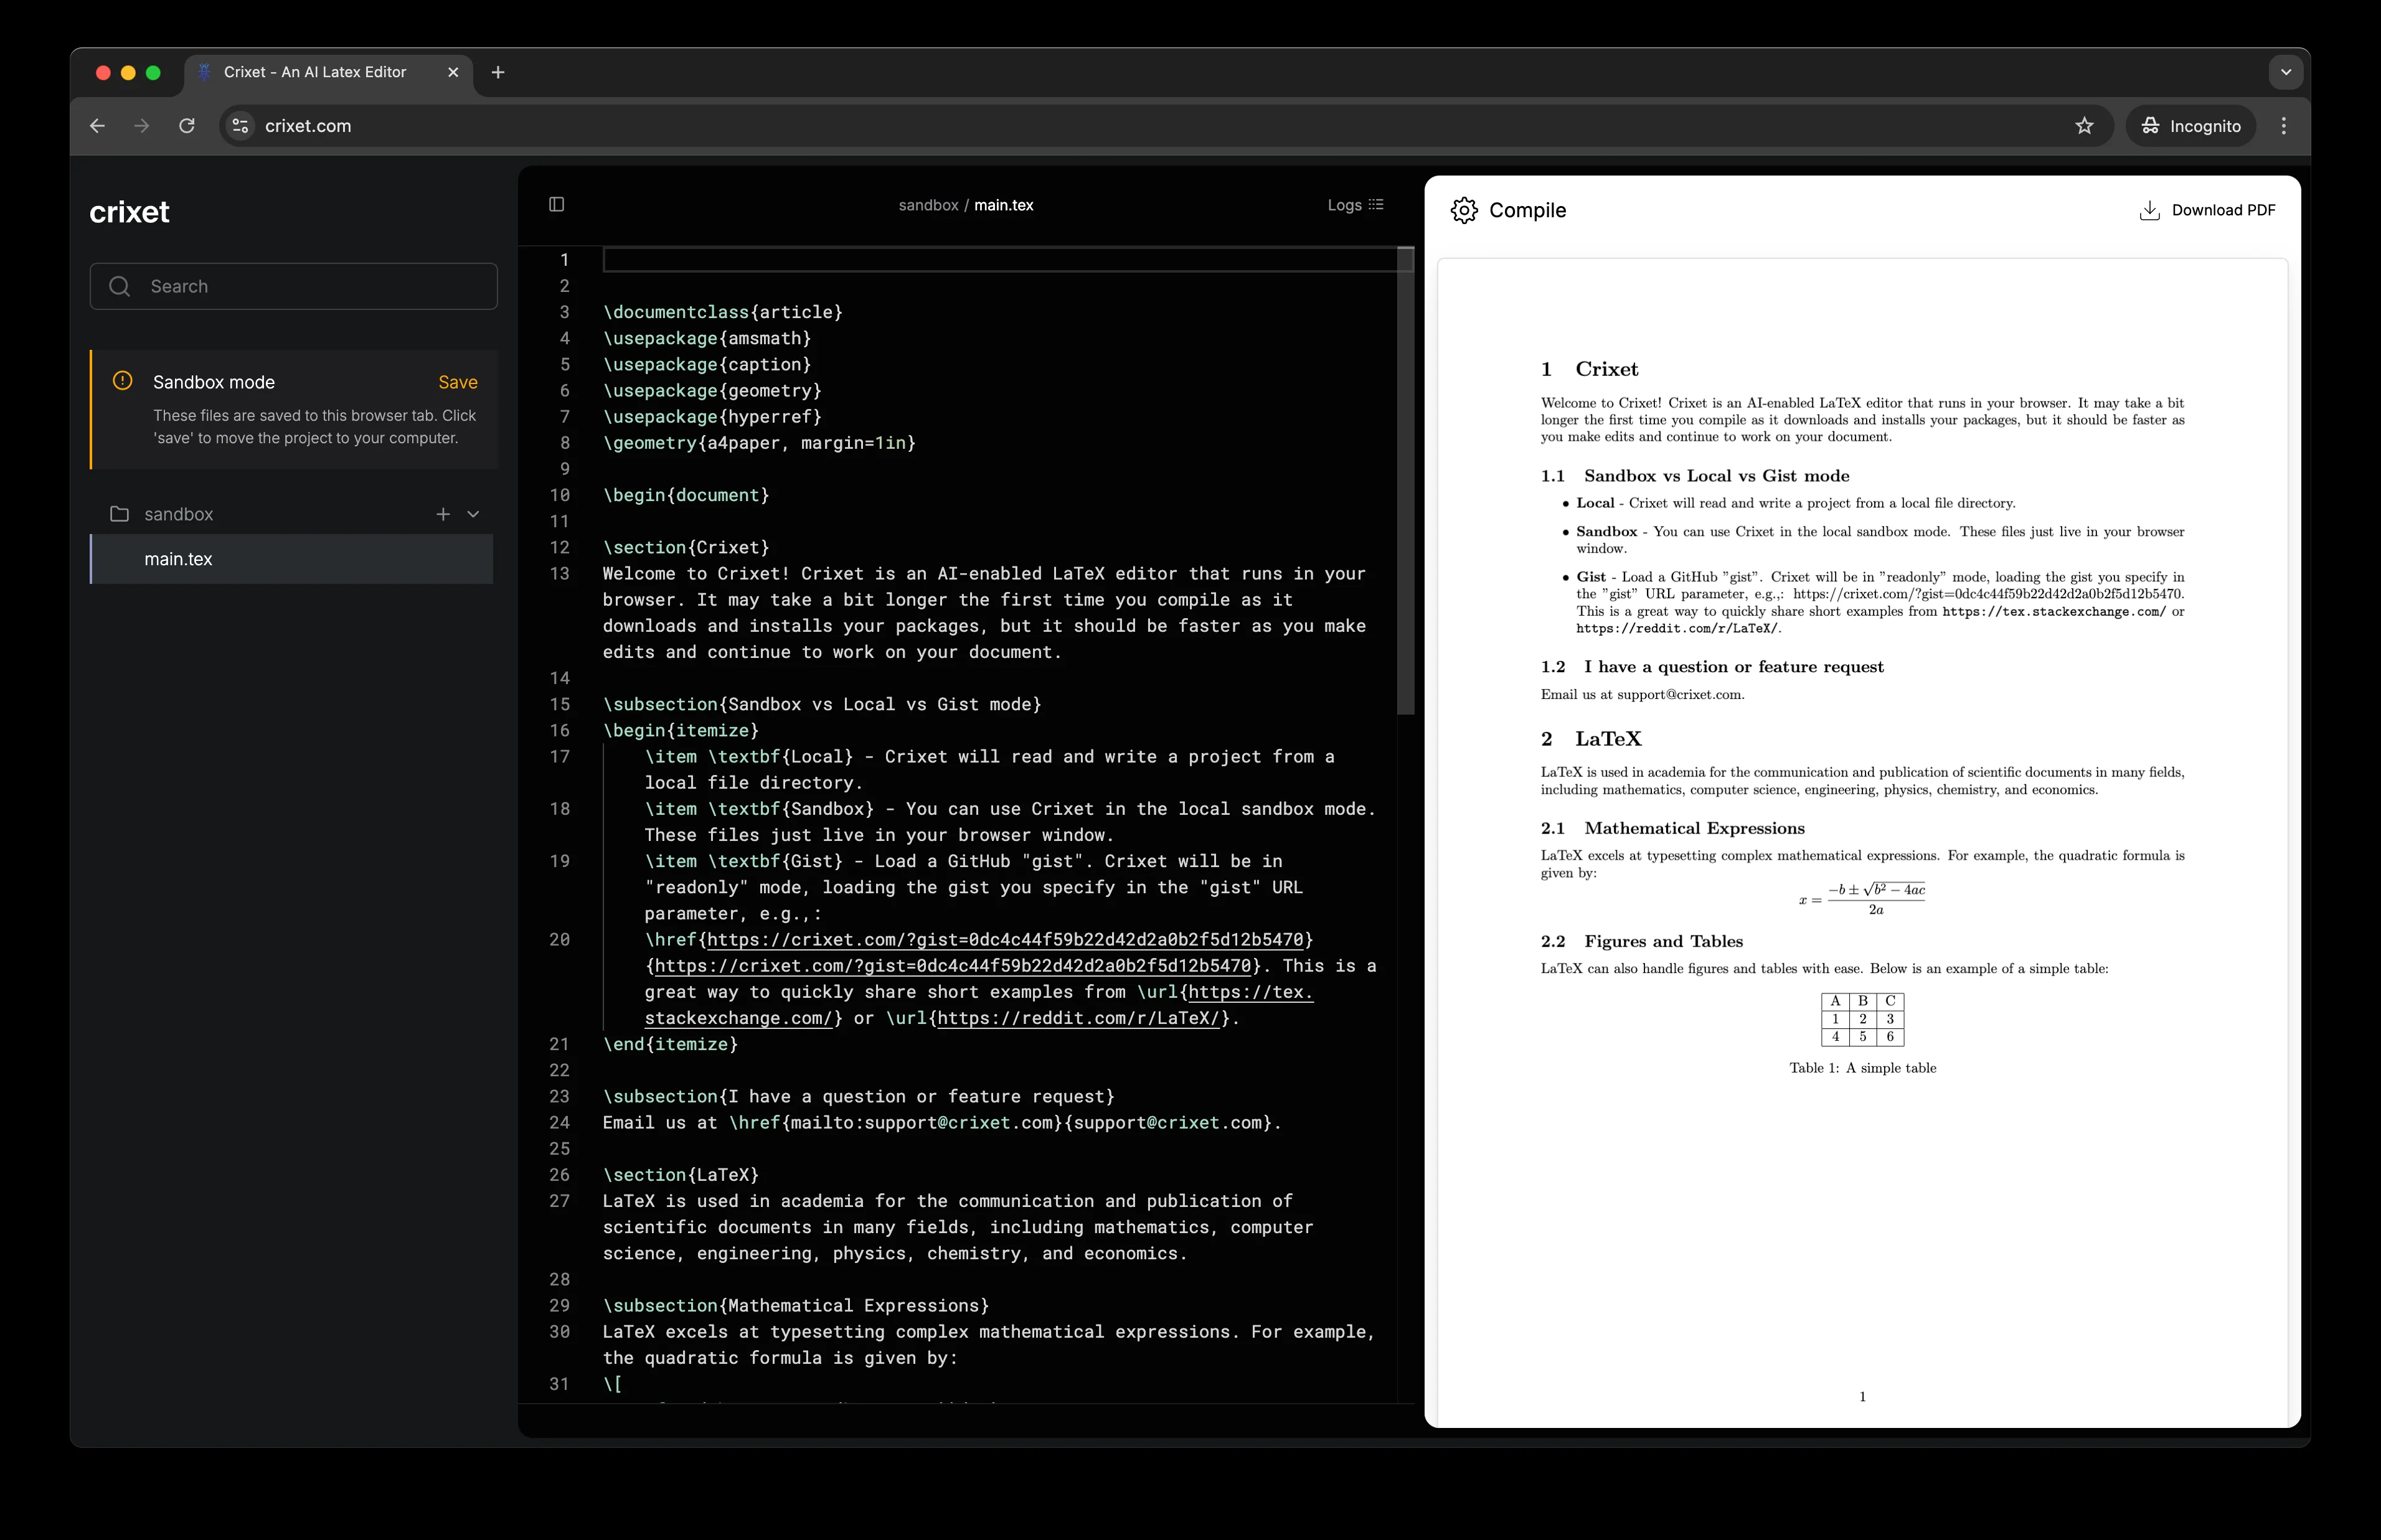 Crixet - An AI Latex Editor
crixet.com
Incognito
crixet
Search
Sandbox mode
Save
These files are saved to this browser tab. Click
'save' to move the project to your computer.
sandbox
main.tex
sandbox / main.tex
Logs
1
2
3 \documentclass{article}
4 \usepackage{amsmath}
5 \usepackage{caption}
6 \usepackage{geometry}
7 \usepackage{hyperref}
8 \geometry{a4paper, margin=1in}
9
10 \begin{document}
11
12 \section{Crixet}
13 Welcome to Crixet! Crixet is an AI-enabled LaTeX editor that runs in your
browser. It may take a bit longer the first time you compile as it
downloads and installs your packages, but it should be faster as you make
edits and continue to work on your document.
14
15 \subsection{Sandbox vs Local vs Gist mode}
16 \begin{itemize}
17 \item \textbf{Local} - Crixet will read and write a project from a
local file directory.
18 \item \textbf{Sandbox} - You can use Crixet in the local sandbox mode.
These files just live in your browser window.
19 \item \textbf{Gist} - Load a GitHub "gist". Crixet will be in
"readonly" mode, loading the gist you specify in the "gist" URL
parameter, e.g.,:
20 \href{https://crixet.com/?gist=0dc4c44f59b22d42d2a0b2f5d12b5470}
{https://crixet.com/?gist=0dc4c44f59b22d42d2a0b2f5d12b5470}. This is a
great way to quickly share short examples from \url{https://tex.
stackexchange.com/} or \url{https://reddit.com/r/LaTeX/}.
21 \end{itemize}
22
23 \subsection{I have a question or feature request}
24 Email us at \href{mailto:support@crixet.com}{support@crixet.com}.
25
26 \section{LaTeX}
27 LaTeX is used in academia for the communication and publication of
scientific documents in many fields, including mathematics, computer
science, engineering, physics, chemistry, and economics.
28
29 \subsection{Mathematical Expressions}
30 LaTeX excels at typesetting complex mathematical expressions. For example,
the quadratic formula is given by:
31 \[
Compile
Download PDF
1 Crixet
Welcome to Crixet! Crixet is an AI-enabled LaTeX editor that runs in your browser. It may take a bit
longer the first time you compile as it downloads and installs your packages, but it should be faster as
you make edits and continue to work on your document.
1.1 Sandbox vs Local vs Gist mode
• Local - Crixet will read and write a project from a local file directory.
• Sandbox - You can use Crixet in the local sandbox mode. These files just live in your browser
window.
• Gist - Load a GitHub ”gist”. Crixet will be in ”readonly” mode, loading the gist you specify in
the ”gist” URL parameter, e.g.,: https://crixet.com/?gist=0dc4c44f59b22d42d2a0b2f5d12b5470.
This is a great way to quickly share short examples from https://tex.stackexchange.com/ or
https://reddit.com/r/LaTeX/.
1.2 I have a question or feature request
Email us at support@crixet.com.
2 LaTeX
LaTeX is used in academia for the communication and publication of scientific documents in many fields,
including mathematics, computer science, engineering, physics, chemistry, and economics.
2.1 Mathematical Expressions
LaTeX excels at typesetting complex mathematical expressions. For example, the quadratic formula is
given by:
x = −b ± √b² − 4ac
2a
2.2 Figures and Tables
LaTeX can also handle figures and tables with ease. Below is an example of a simple table:
A B C
1 2 3
4 5 6
Table 1: A simple table
1